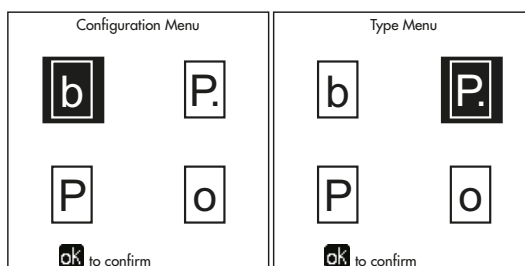 Configuration Menu
b P.
P o
ok to confirm
Type Menu
b P.
P o
ok to confirm